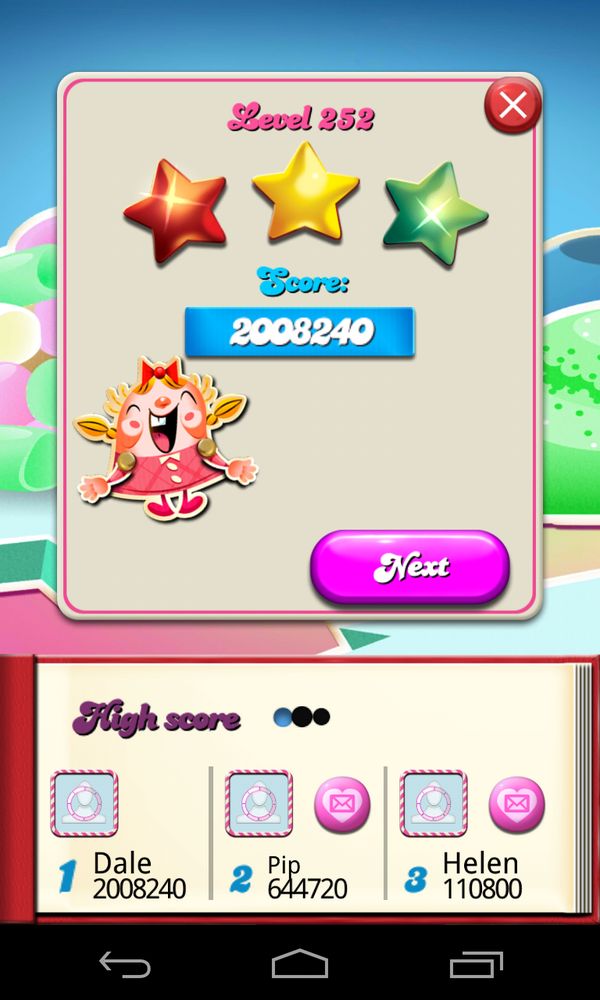 Level 252
Score:
2008240
Next
High score
1 Dale
2008240
2 Pip
644720
3 Helen
110800